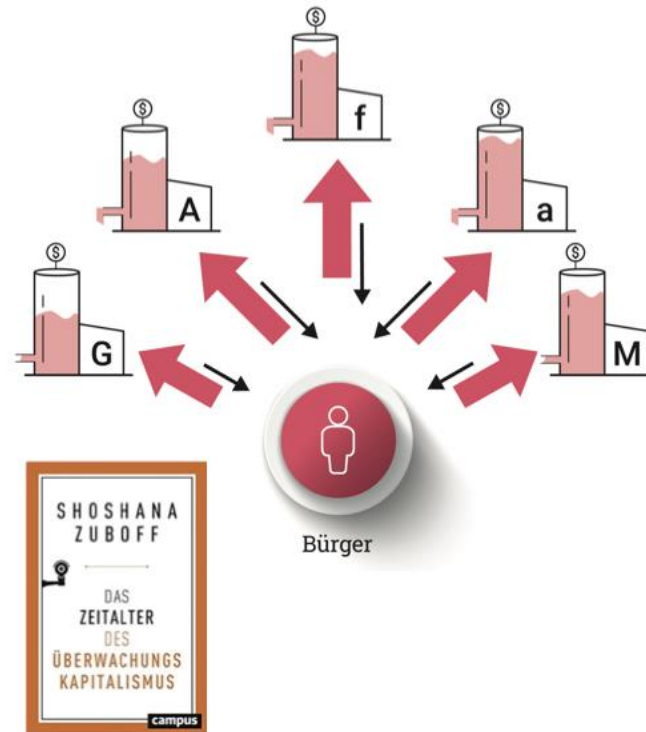 $
f
$
A
$
a
$
G
$
M
Bürger
SHOSHANA
ZUBOFF
DAS
ZEITALTER
DES
ÜBERWACHUNGS
KAPITALISMUS
campus